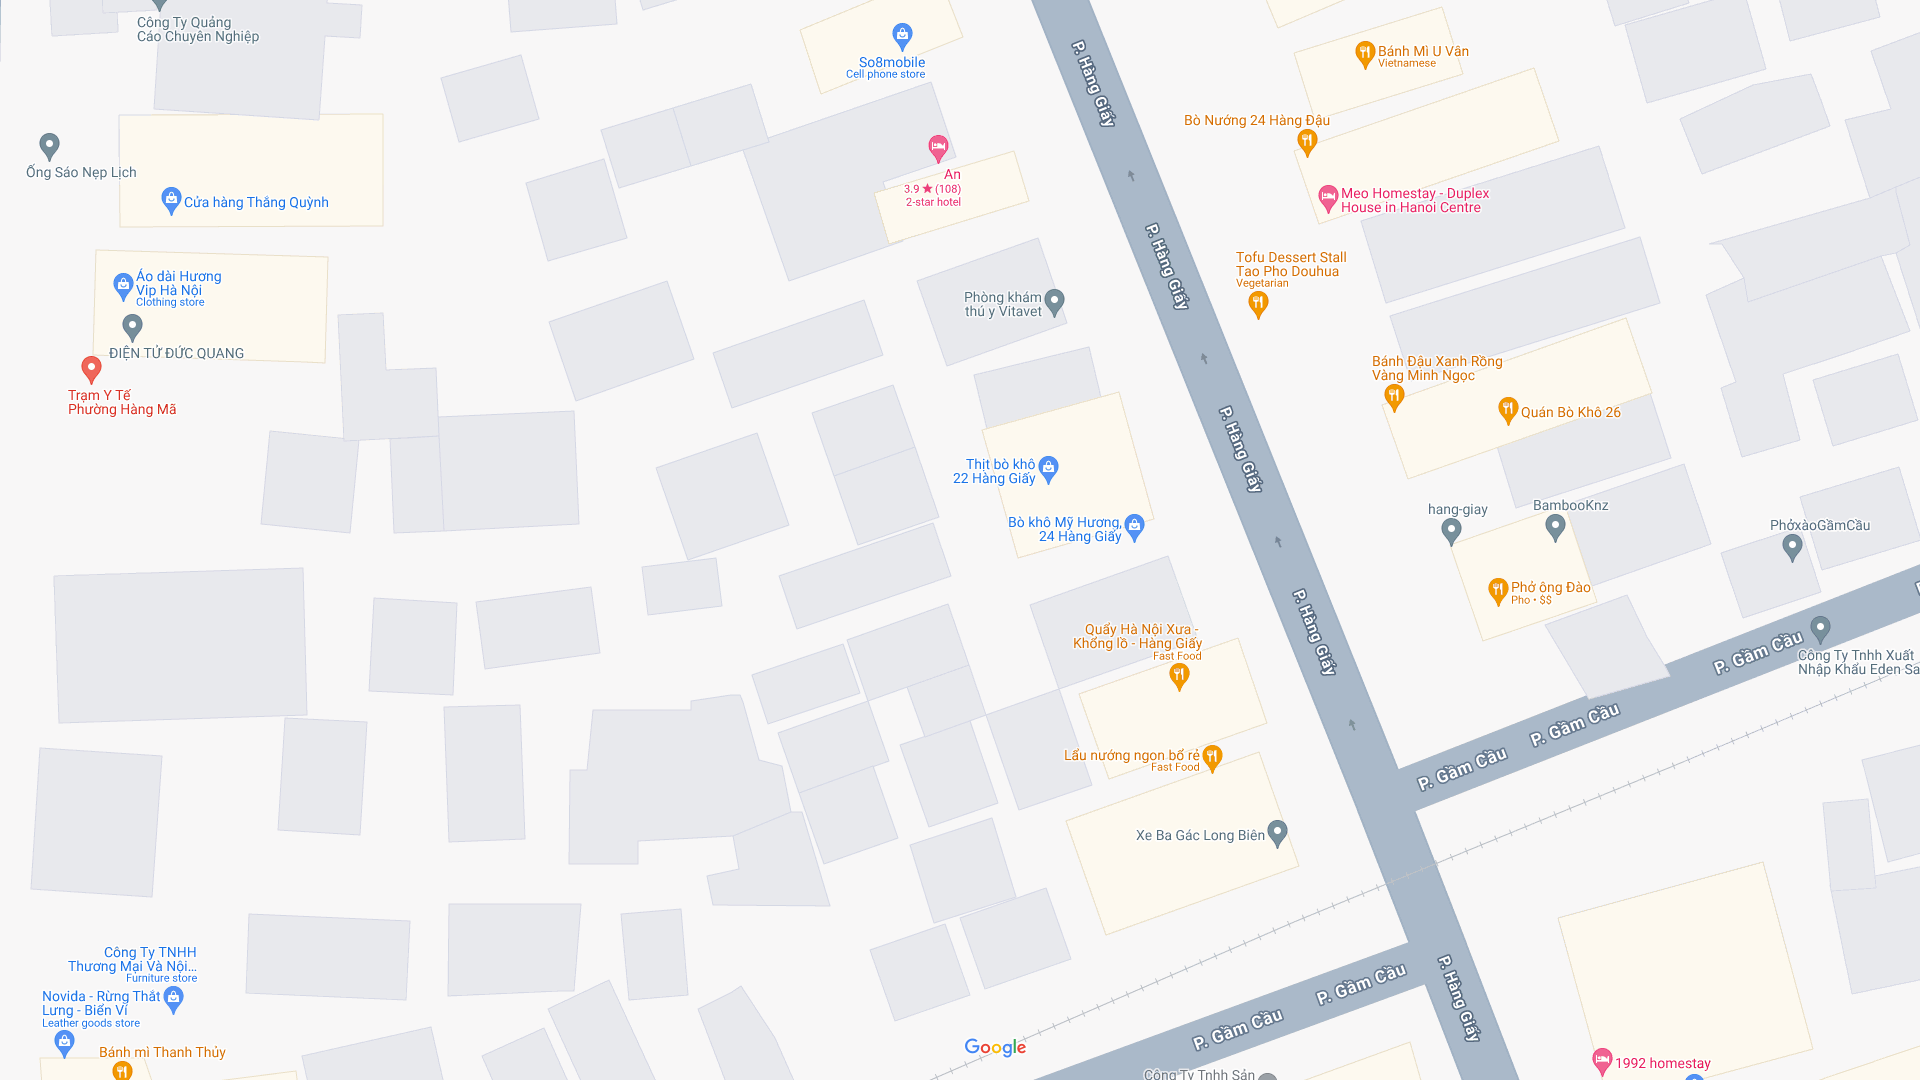 Công Ty Quảng
Cáo Chuyên Nghiệp
So8mobile
Cell phone store
P. Hàng Giấy
Bánh Mì U Vân
Vietnamese
Bò Nướng 24 Hàng Đậu
Ống Sáo Nẹp Lịch
Cửa hàng Thắng Quỳnh
An
3.9 ★ (108)
2-star hotel
Meo Homestay - Duplex
House in Hanoi Centre
P. Hàng Giấy
Tofu Dessert Stall
Tao Pho Douhua
Vegetarian
Áo dài Hương
Vip Hà Nội
Clothing store
Phòng khám
thú y Vitavet
ĐIỆN TỬ ĐỨC QUANG
Trạm Y Tế
Phường Hàng Mã
Bánh Đậu Xanh Rồng
Vàng Minh Ngọc
Quán Bò Khô 26
P. Hàng Giấy
Thịt bò khô
22 Hàng Giấy
Bò khô Mỹ Hương,
24 Hàng Giấy
hang-giay
BambooKnz
PhởxàoGầmCầu
Phở ông Đào
Pho • $$
P. Hàng Giấy
Quẩy Hà Nội Xưa -
Khổng lồ - Hàng Giấy
Fast Food
P. Gầm Cầu
Công Ty Tnhh Xuất
Nhập Khẩu Eden Sa
P. Gầm Cầu
P. Gầm Cầu
Lẩu nướng ngon bổ rẻ
Fast Food
Xe Ba Gác Long Biên
Công Ty TNHH
Thương Mại Và Nội...
Furniture store
Novida - Rừng Thắt
Lưng - Biển Ví
Leather goods store
Bánh mì Thanh Thủy
P. Gầm Cầu
P. Hàng Giấy
P. Gầm Cầu
Google
1992 homestay
Công Ty Tnhh Sản